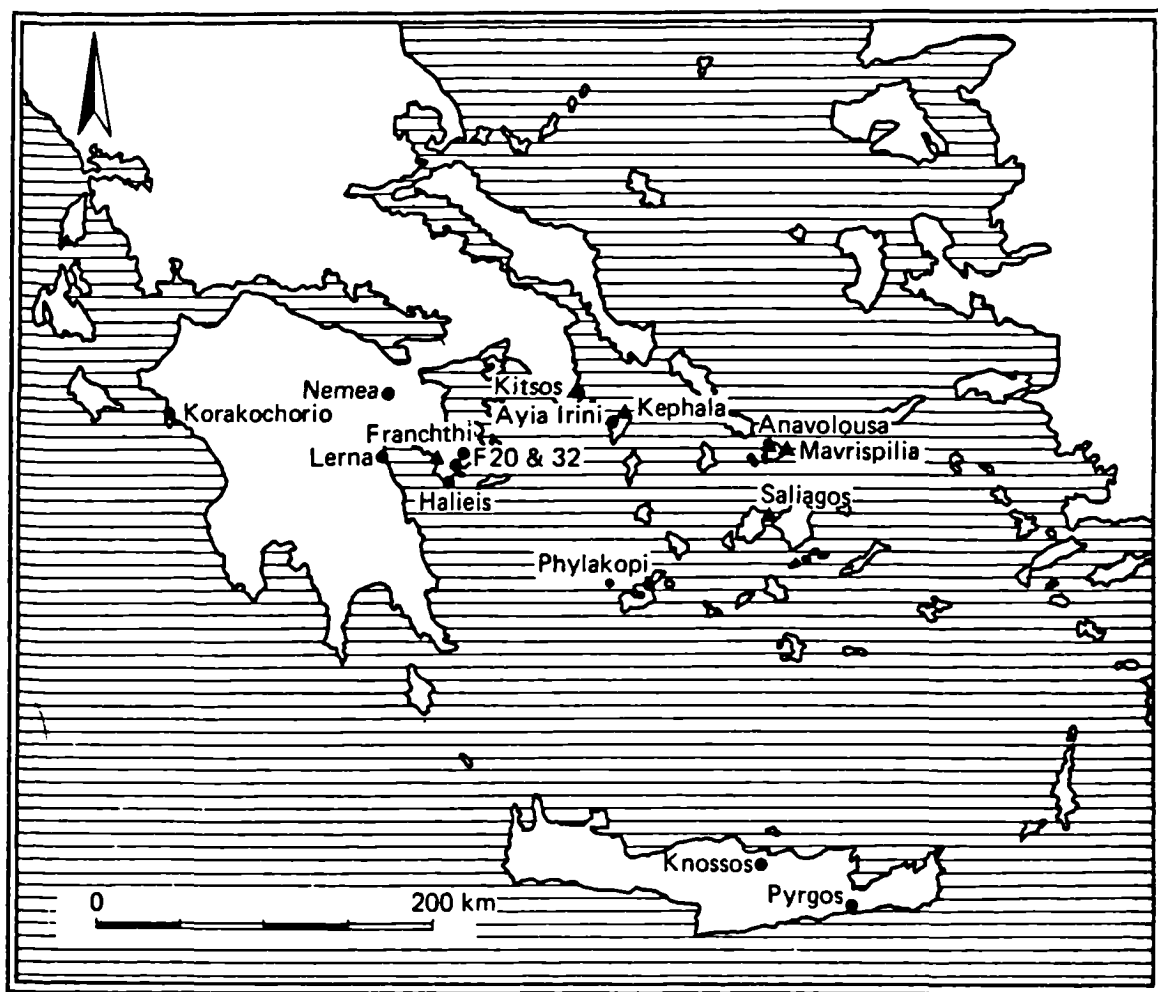 Kitsos
Nemea
Kephala
Ayia Irini
Korakochorio
Anavolousa
Franchthi
Mavrispilia
Lerna
F20 & 32
Halieis
Saliagos
Phylakopi
Knossos
Pyrgos
0
200 km